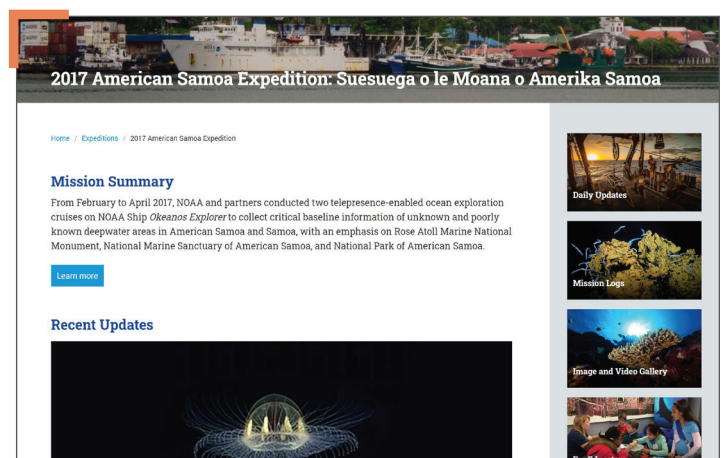 2017 American Samoa Expedition: Suesuega o le Moana o Amerika Samoa
Home / Expeditions / 2017 American Samoa Expedition
Mission Summary
From February to April 2017, NOAA and partners conducted two telepresence-enabled ocean exploration
cruises on NOAA Ship Okeanos Explorer to collect critical baseline information of unknown and poorly
known deepwater areas in American Samoa and Samoa, with an emphasis on Rose Atoll Marine National
Monument, National Marine Sanctuary of American Samoa, and National Park of American Samoa.
Learn more
Recent Updates
Daily Updates
Mission Logs
Image and Video Gallery